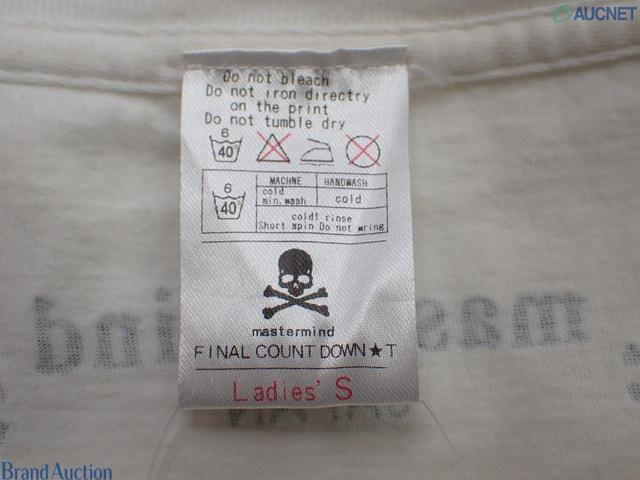 AUCNET
Do not bleach
Do not iron directry
on the print
Do not tumble dry
6
40
6
40
MACHNE HANDWASH
cold
min. wash
cold
cold1 rinse
Short spin Do not wring
mastermind
FINAL COUNT DOWN★T
Ladies' S
Brand Auction